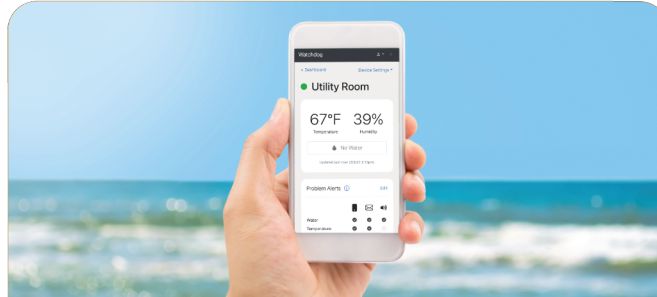 Watchdog
< Dashboard
Device Settings
Utility Room
67°F 39%
Temperature Humidity
No Water
Problem Alerts
Edit
Water
Temperature